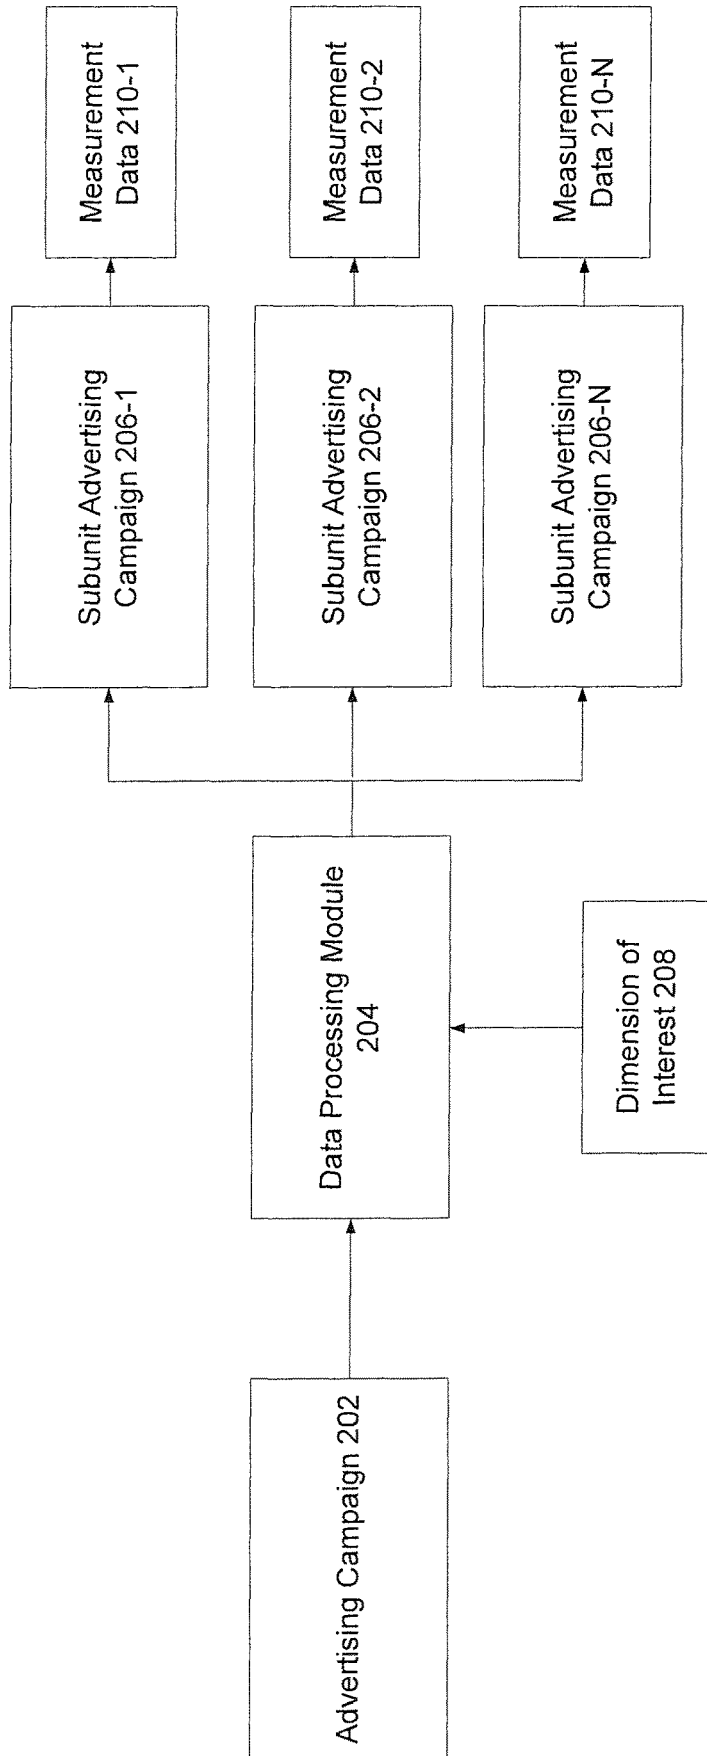 Advertising Campaign 202
Data Processing Module
204
Dimension of
Interest 208
Subunit Advertising
Campaign 206-1
Subunit Advertising
Campaign 206-2
Subunit Advertising
Campaign 206-N
Measurement
Data 210-1
Measurement
Data 210-2
Measurement
Data 210-N